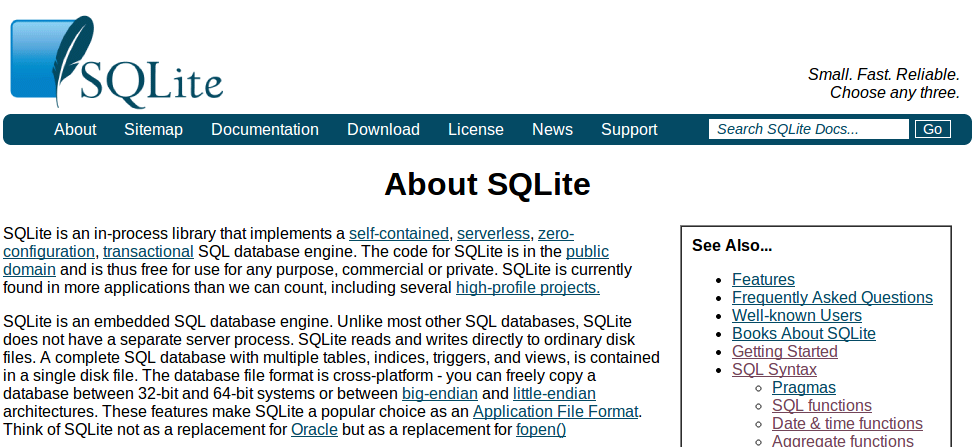 SQLite
Small. Fast. Reliable.
Choose any three.
About Sitemap Documentation Download License News Support Search SQLite Docs... Go
About SQLite
SQLite is an in-process library that implements a self-contained, serverless, zero-
configuration, transactional SQL database engine. The code for SQLite is in the public
domain and is thus free for use for any purpose, commercial or private. SQLite is currently
found in more applications than we can count, including several high-profile projects.
SQLite is an embedded SQL database engine. Unlike most other SQL databases, SQLite
does not have a separate server process. SQLite reads and writes directly to ordinary disk
files. A complete SQL database with multiple tables, indices, triggers, and views, is contained
in a single disk file. The database file format is cross-platform - you can freely copy a
database between 32-bit and 64-bit systems or between big-endian and little-endian
architectures. These features make SQLite a popular choice as an Application File Format.
Think of SQLite not as a replacement for Oracle but as a replacement for fopen()
See Also...
Features
Frequently Asked Questions
Well-known Users
Books About SQLite
Getting Started
SQL Syntax
Pragmas
SQL functions
Date & time functions
Aggregate functions